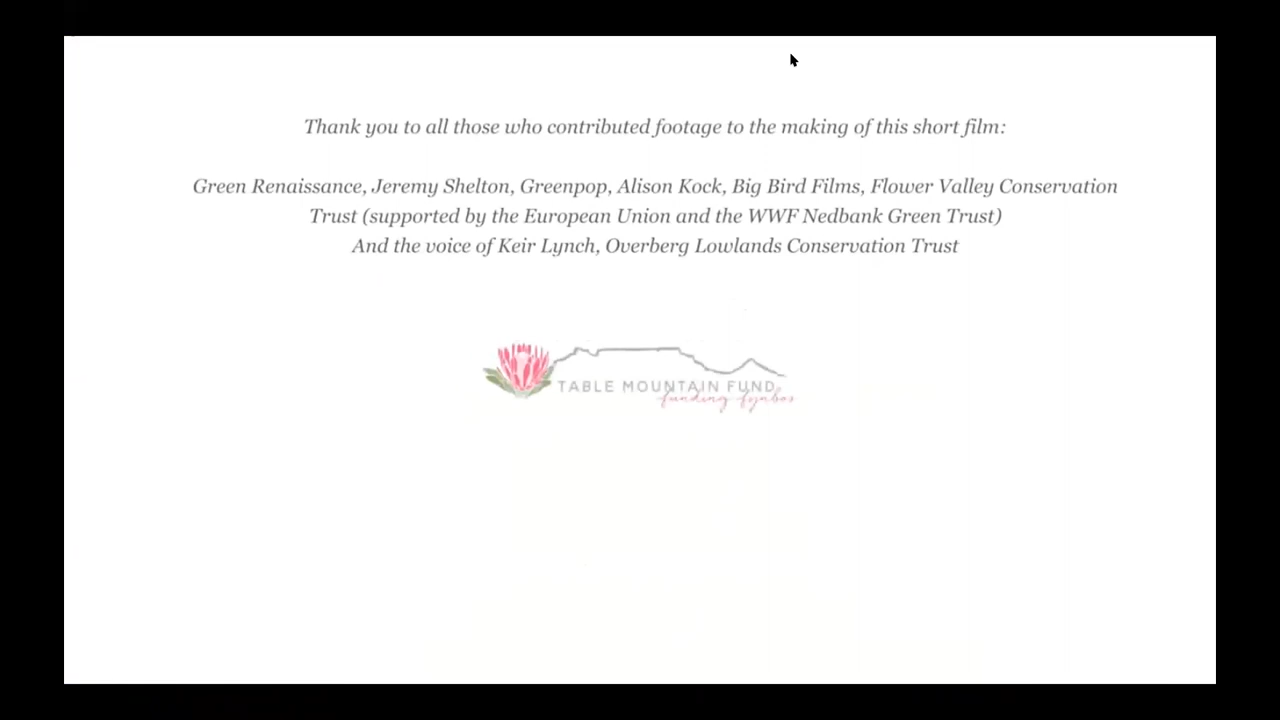 Thank you to all those who contributed footage to the making of this short film:
Green Renaissance, Jeremy Shelton, Greenpop, Alison Kock, Big Bird Films, Flower Valley Conservation
Trust (supported by the European Union and the WWF Nedbank Green Trust)
And the voice of Keir Lynch, Overberg Lowlands Conservation Trust
TABLE MOUNTAIN FUND
funding fynbos